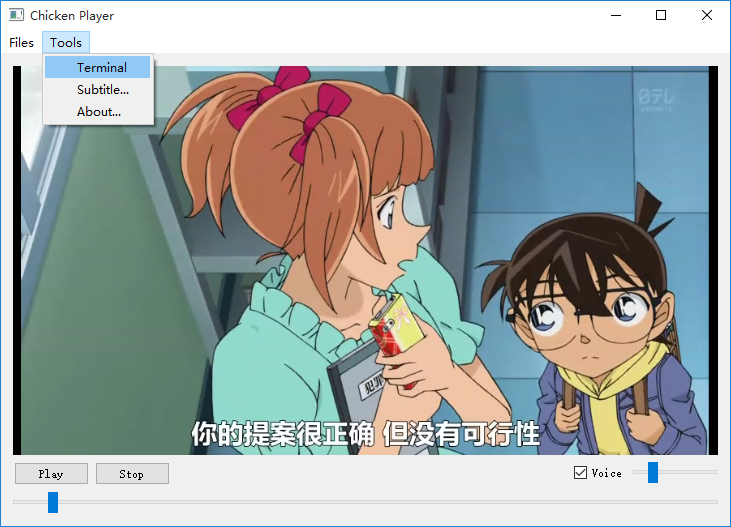 Chicken Player
Files Tools
Terminal
Subtitle...
About...
日テレ
犯罪
你的提案很正确 但没有可行性
Play Stop Voice